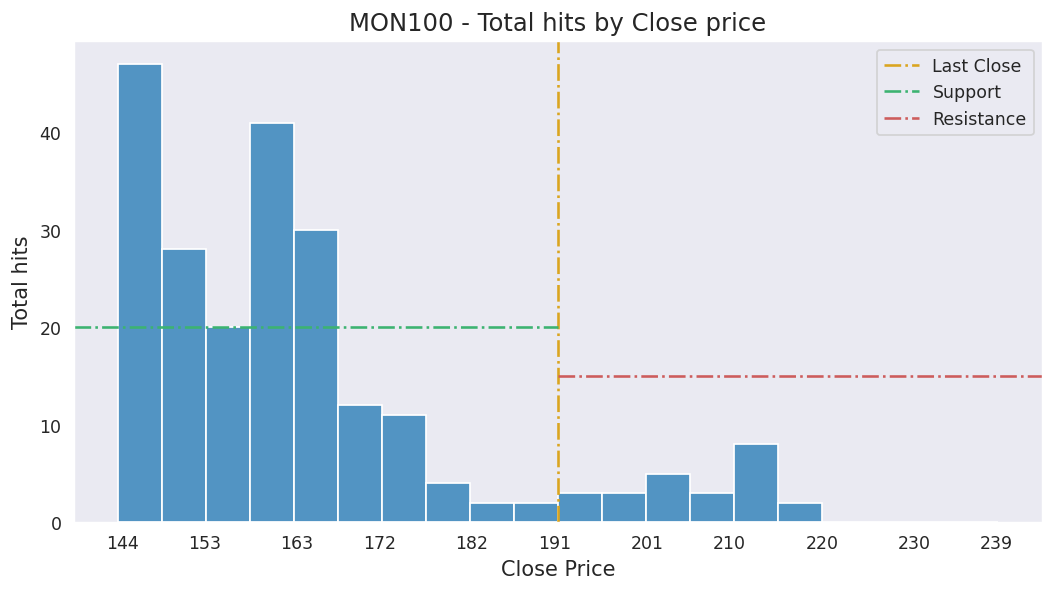 MON100 - Total hits by Close price
Last Close
Support
Resistance
Total hits
40
30
20
10
0
144 153 163 172 182 191 201 210 220 230 239
Close Price